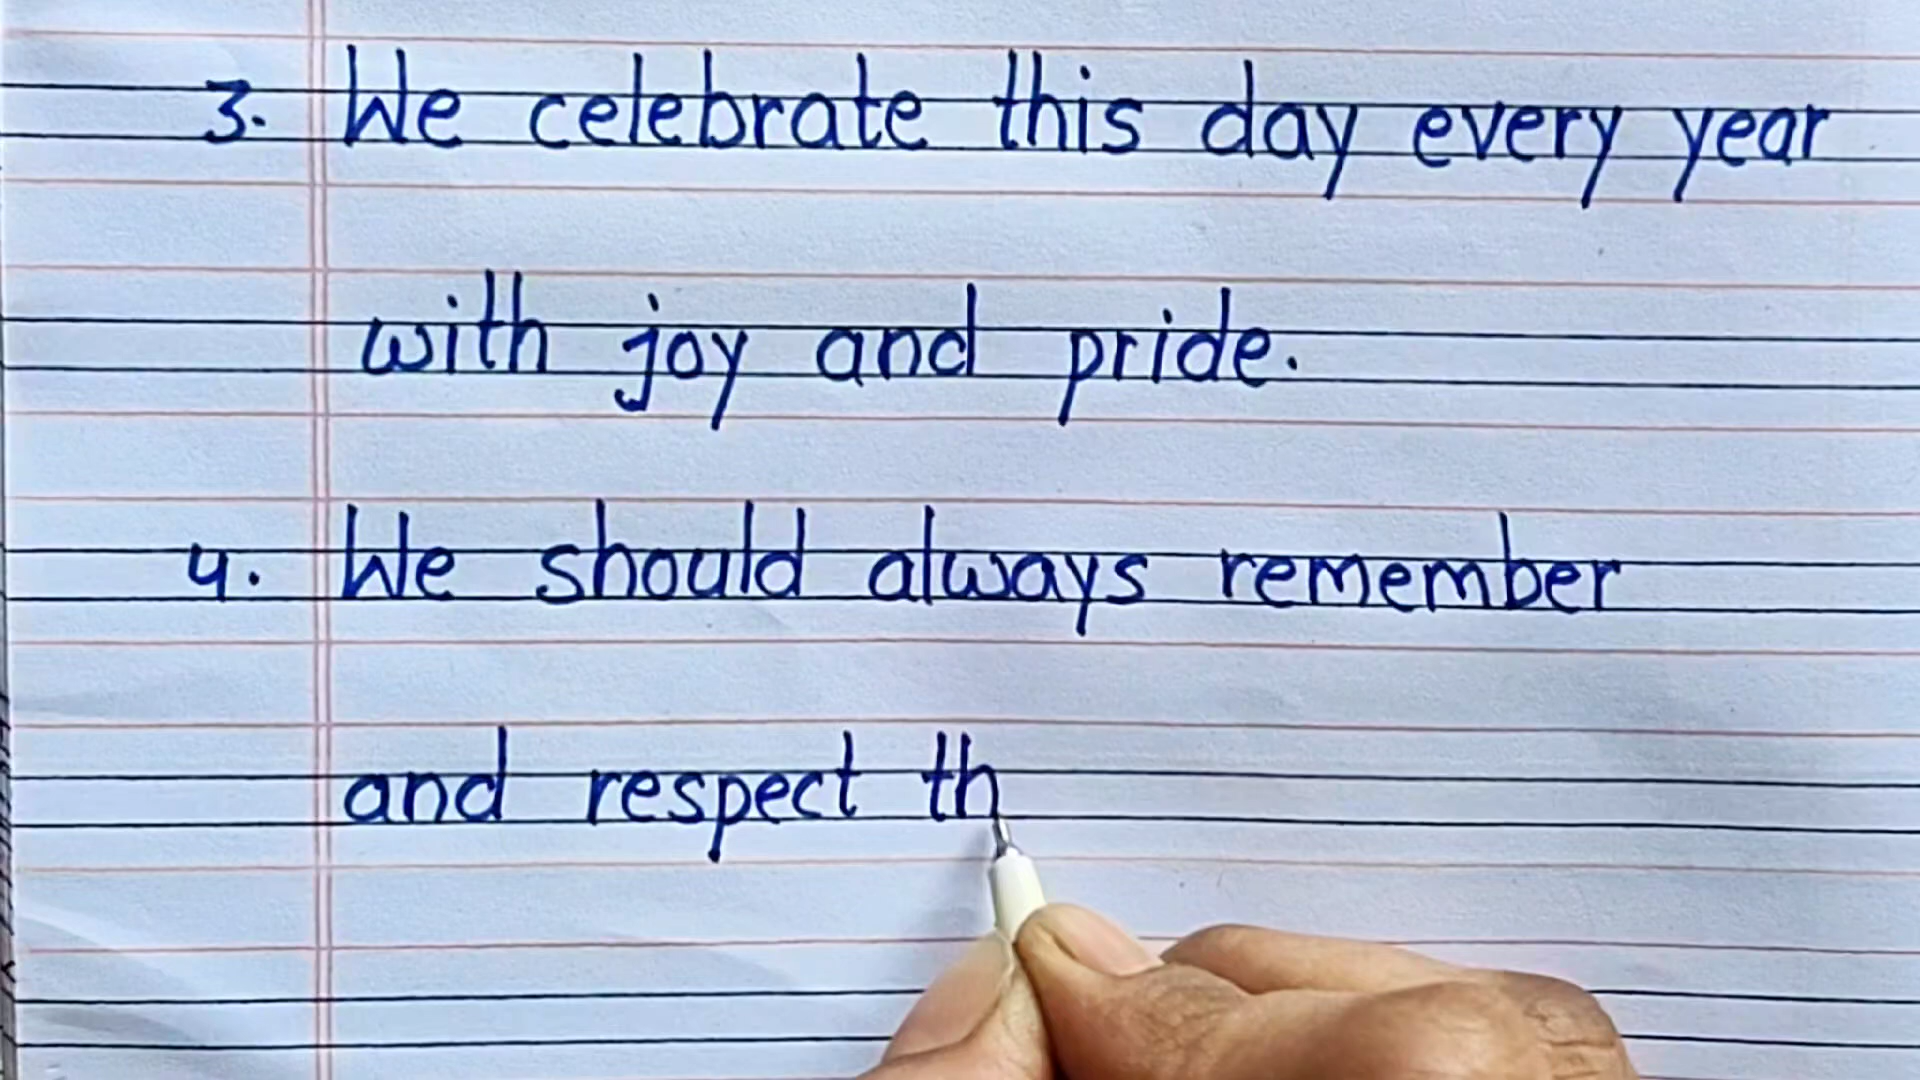 3. We celebrate this day every year
with joy and pride.
4. We should always remember
and respect th